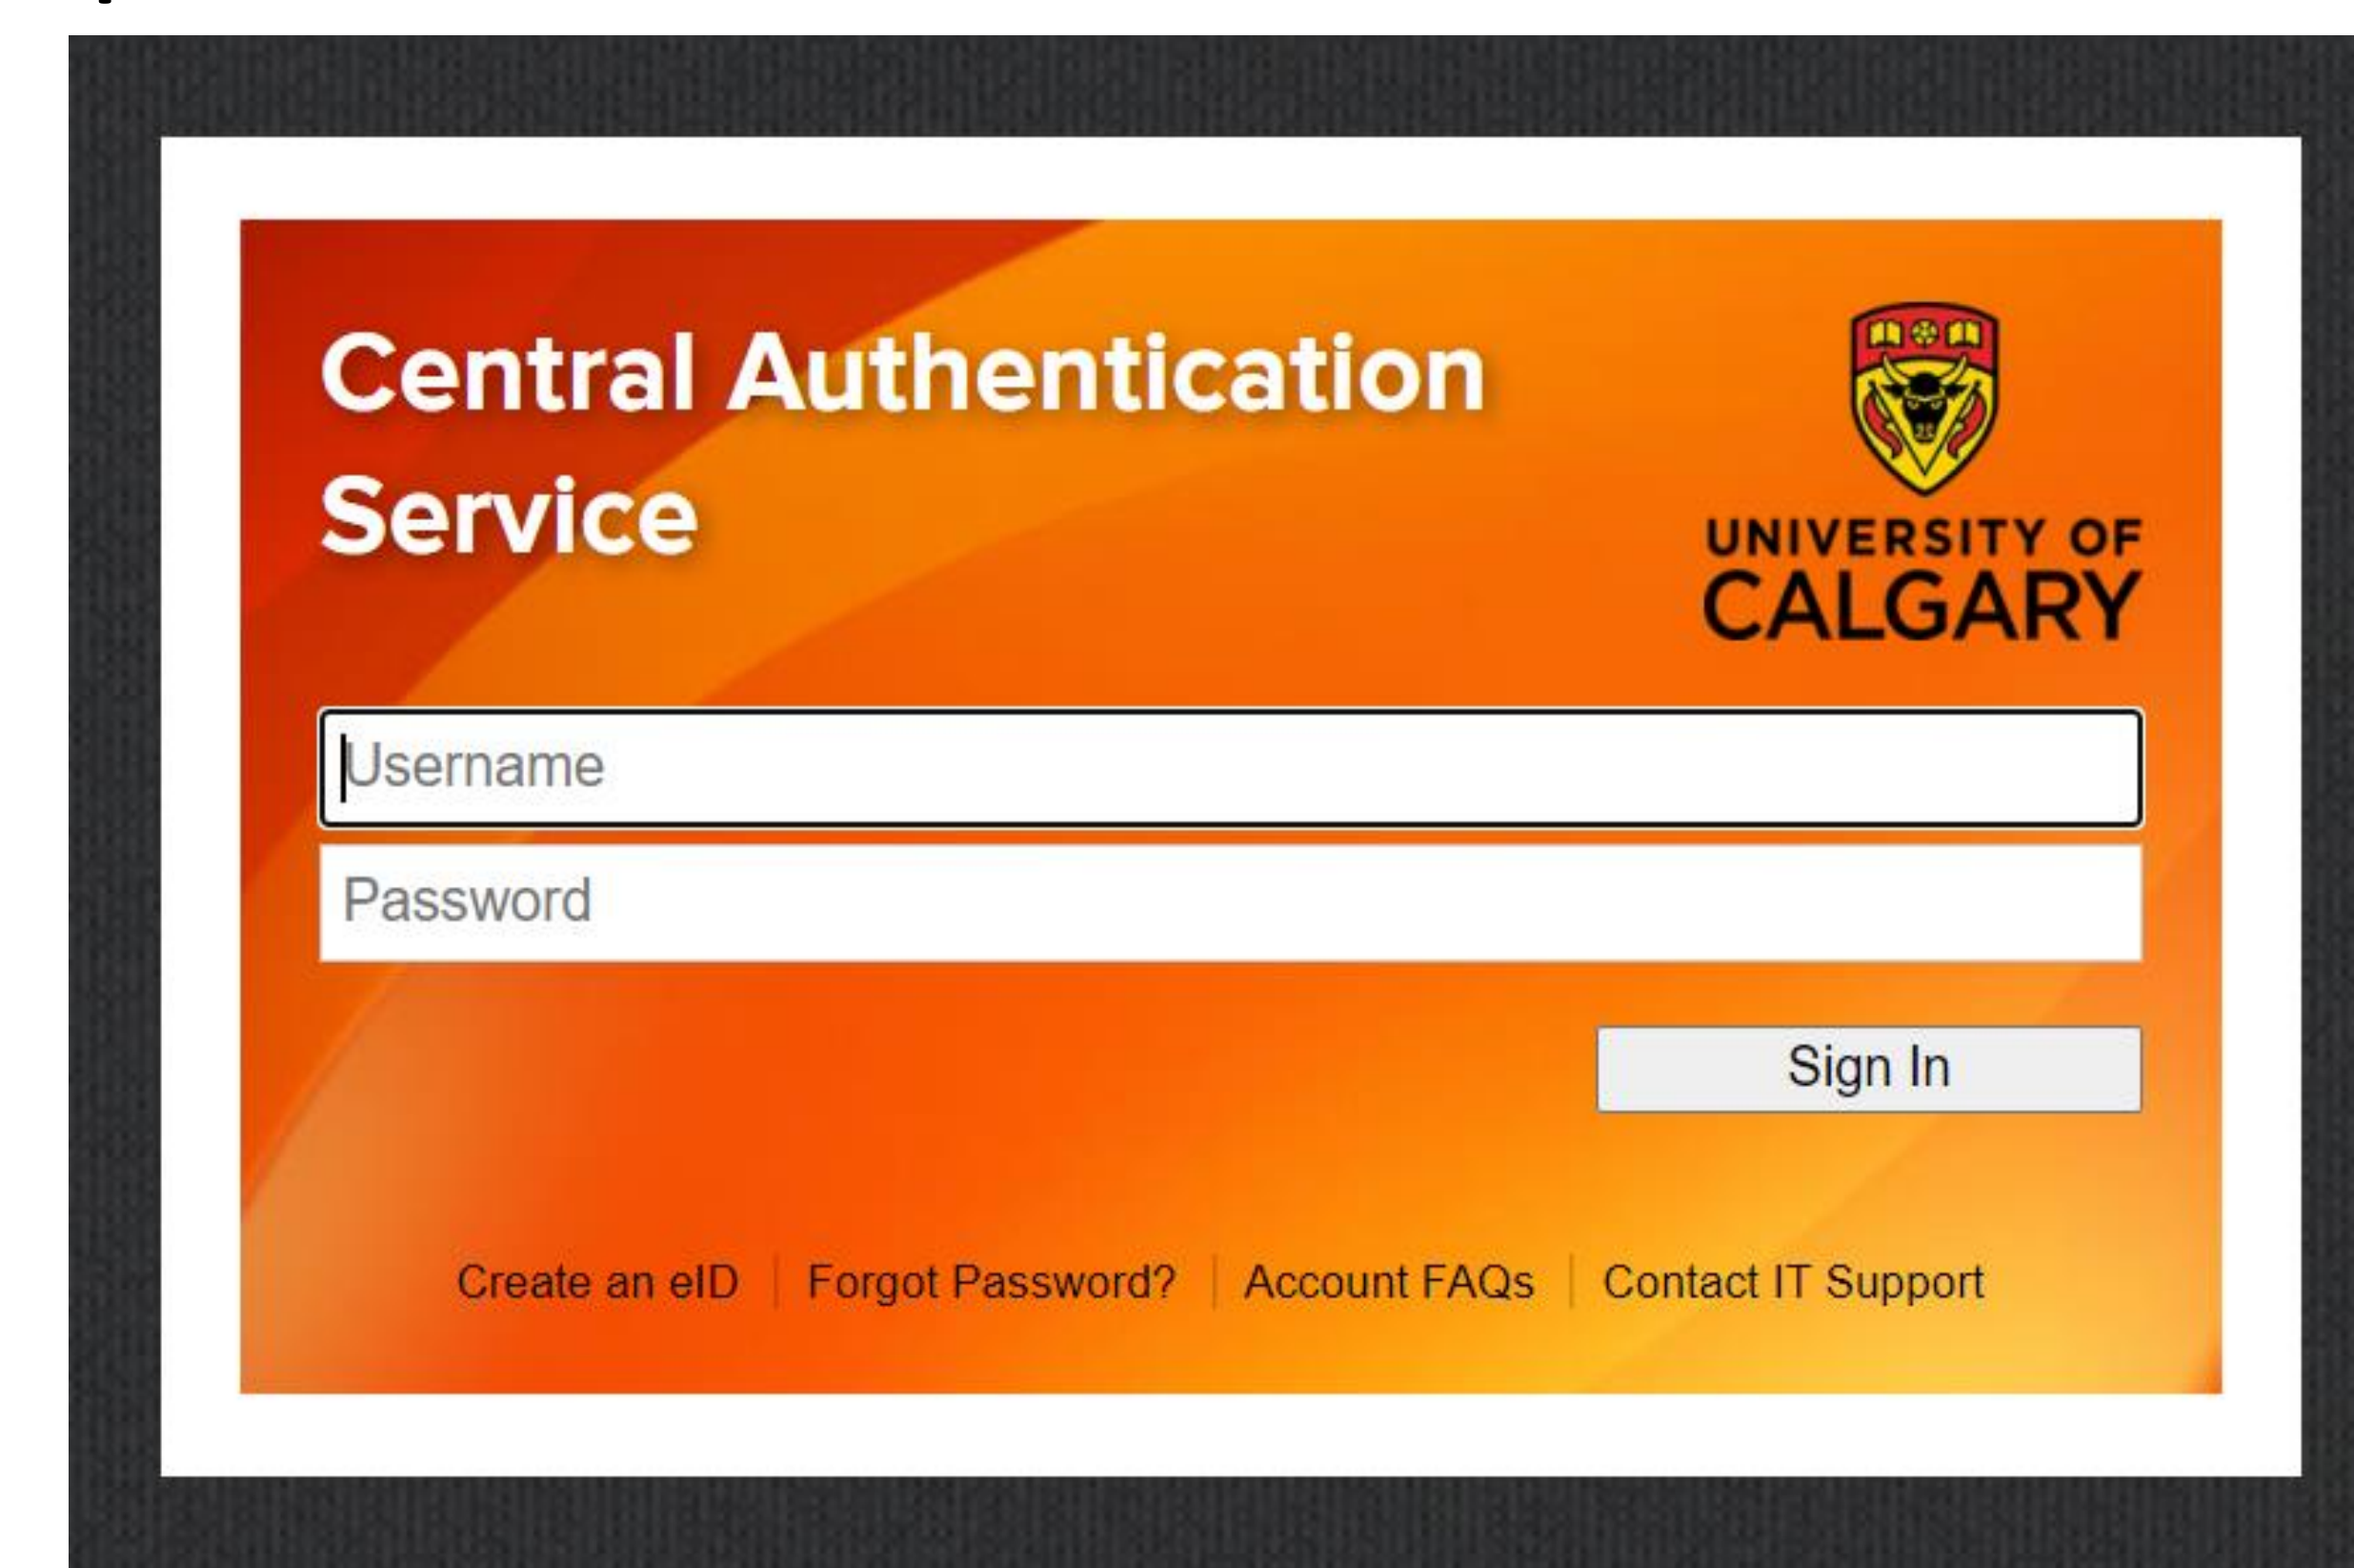 Central Authentication
Service
UNIVERSITY OF
CALGARY
Username
Password
Sign In
Create an eID | Forgot Password? | Account FAQs | Contact IT Support